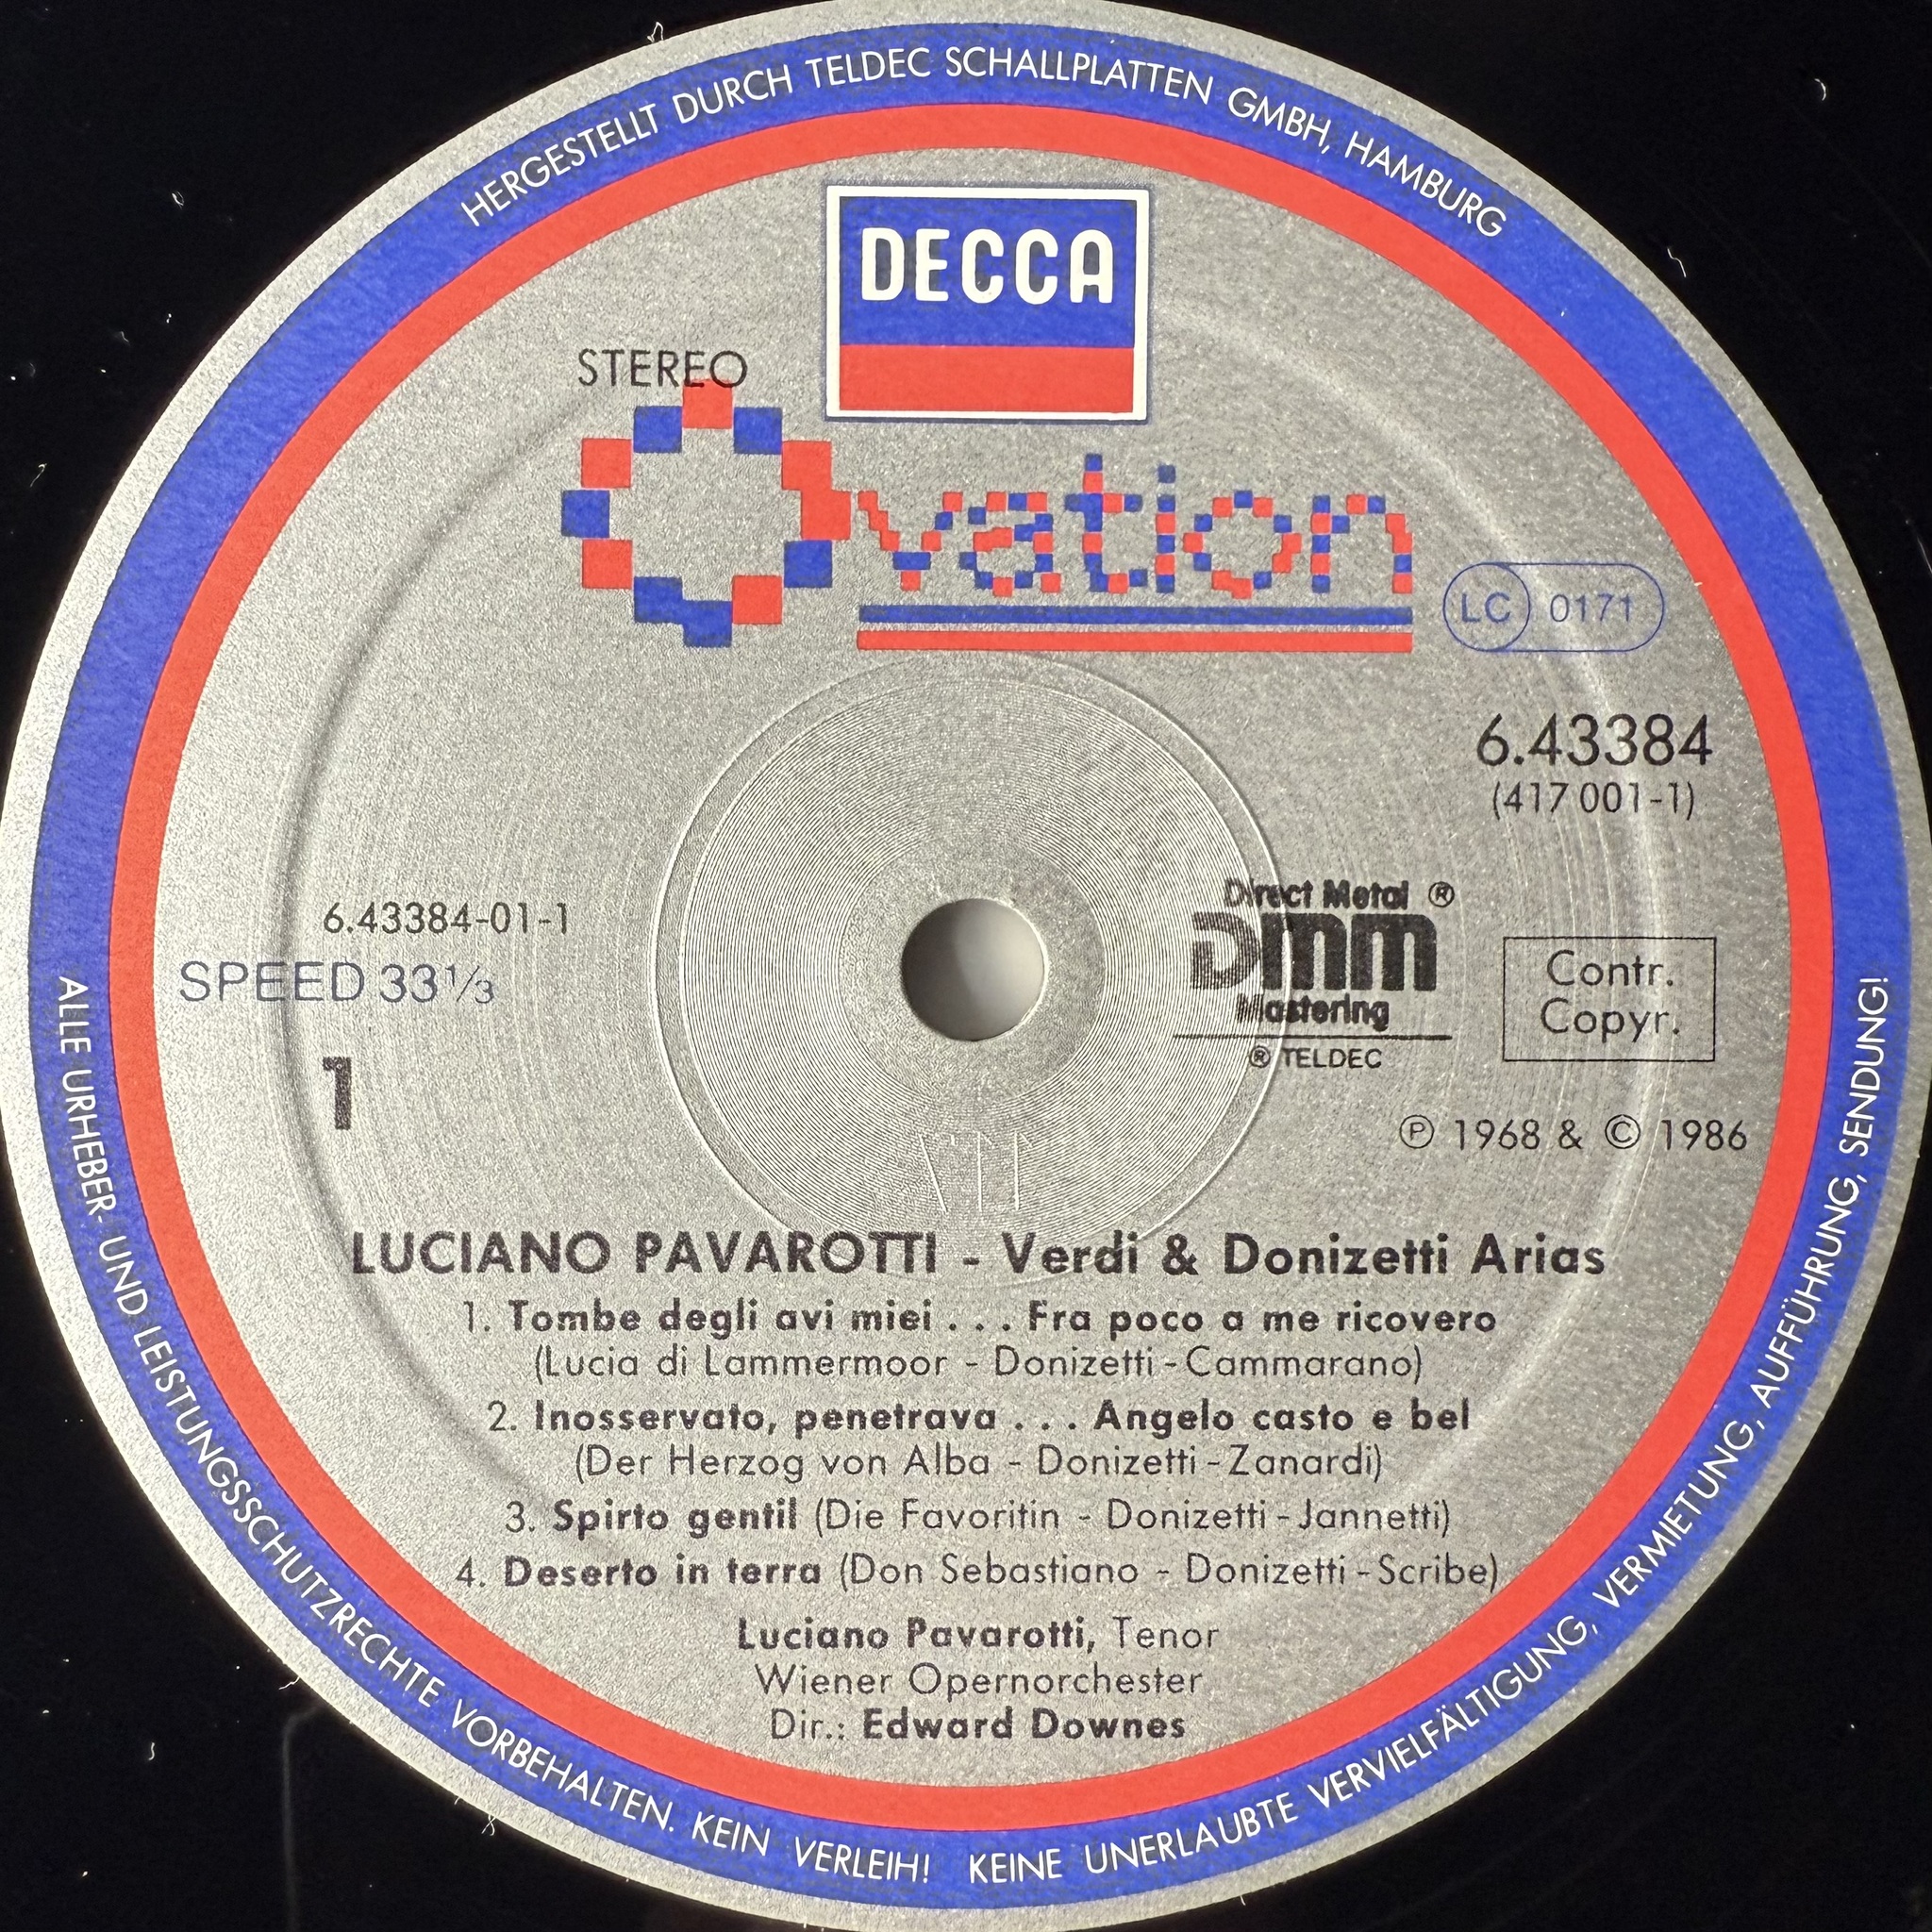 HERGESTELLT DURCH TELDEC SCHALLPLATTEN GMBH, HAMBURG
DECCA
STEREO
Ovation
LC 0171
6.43384
(417 001-1)
Direct Metal ®
DMM
Mastering
® TELDEC
6.43384-01-1
SPEED 33⅓
1
Contr.
Copyr.
℗ 1968 & © 1986
LUCIANO PAVAROTTI - Verdi & Donizetti Arias
1. Tombe degli avi miei . . . Fra poco a me ricovero
(Lucia di Lammermoor - Donizetti-Cammarano)
2. Inosservato, penetrava . . . Angelo casto e bel
(Der Herzog von Alba - Donizetti-Zanardi)
3. Spirto gentil (Die Favoritin - Donizetti-Jannetti)
4. Deserto in terra (Don Sebastiano - Donizetti-Scribe)
Luciano Pavarotti, Tenor
Wiener Opernorchester
Dir.: Edward Downes
ALLE URHEBER- UND LEISTUNGSSCHUTZRECHTE VORBEHALTEN. KEIN VERLEIH! KEINE UNERLAUBTE VERVIELFÄLTIGUNG, VERMIETUNG, AUFFÜHRUNG, SENDUNG!